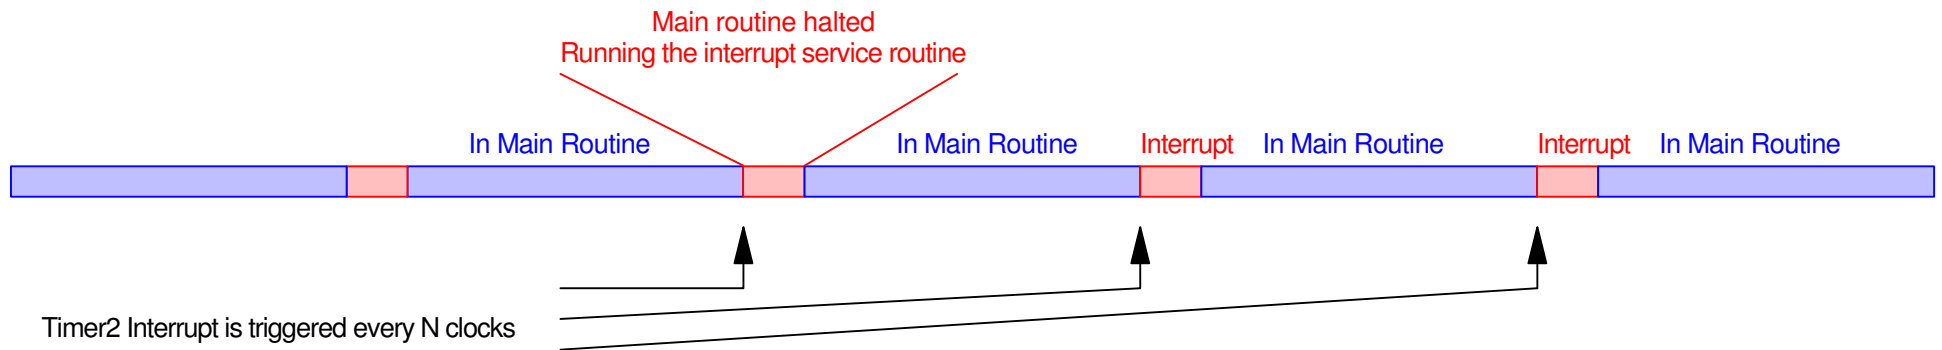 Main routine halted
Running the interrupt service routine
In Main Routine
In Main Routine
Interrupt
In Main Routine
Interrupt
In Main Routine
Timer2 Interrupt is triggered every N clocks